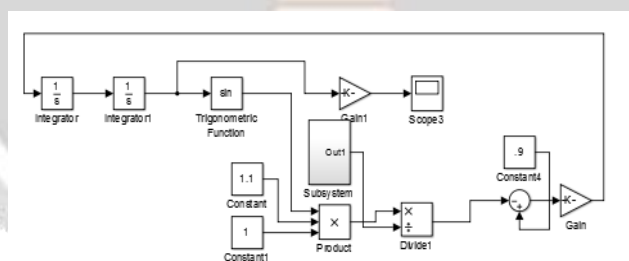 1
s
1
s
sin
-K-
Integrator
Integrator1
Trigonometric
Function
Gain1
Scope3
Out1
.9
Subsystem
Constant4
1.1
Constant
×
×
÷
-
+
-K-
Gain
1
Product
Divide1
Constant1